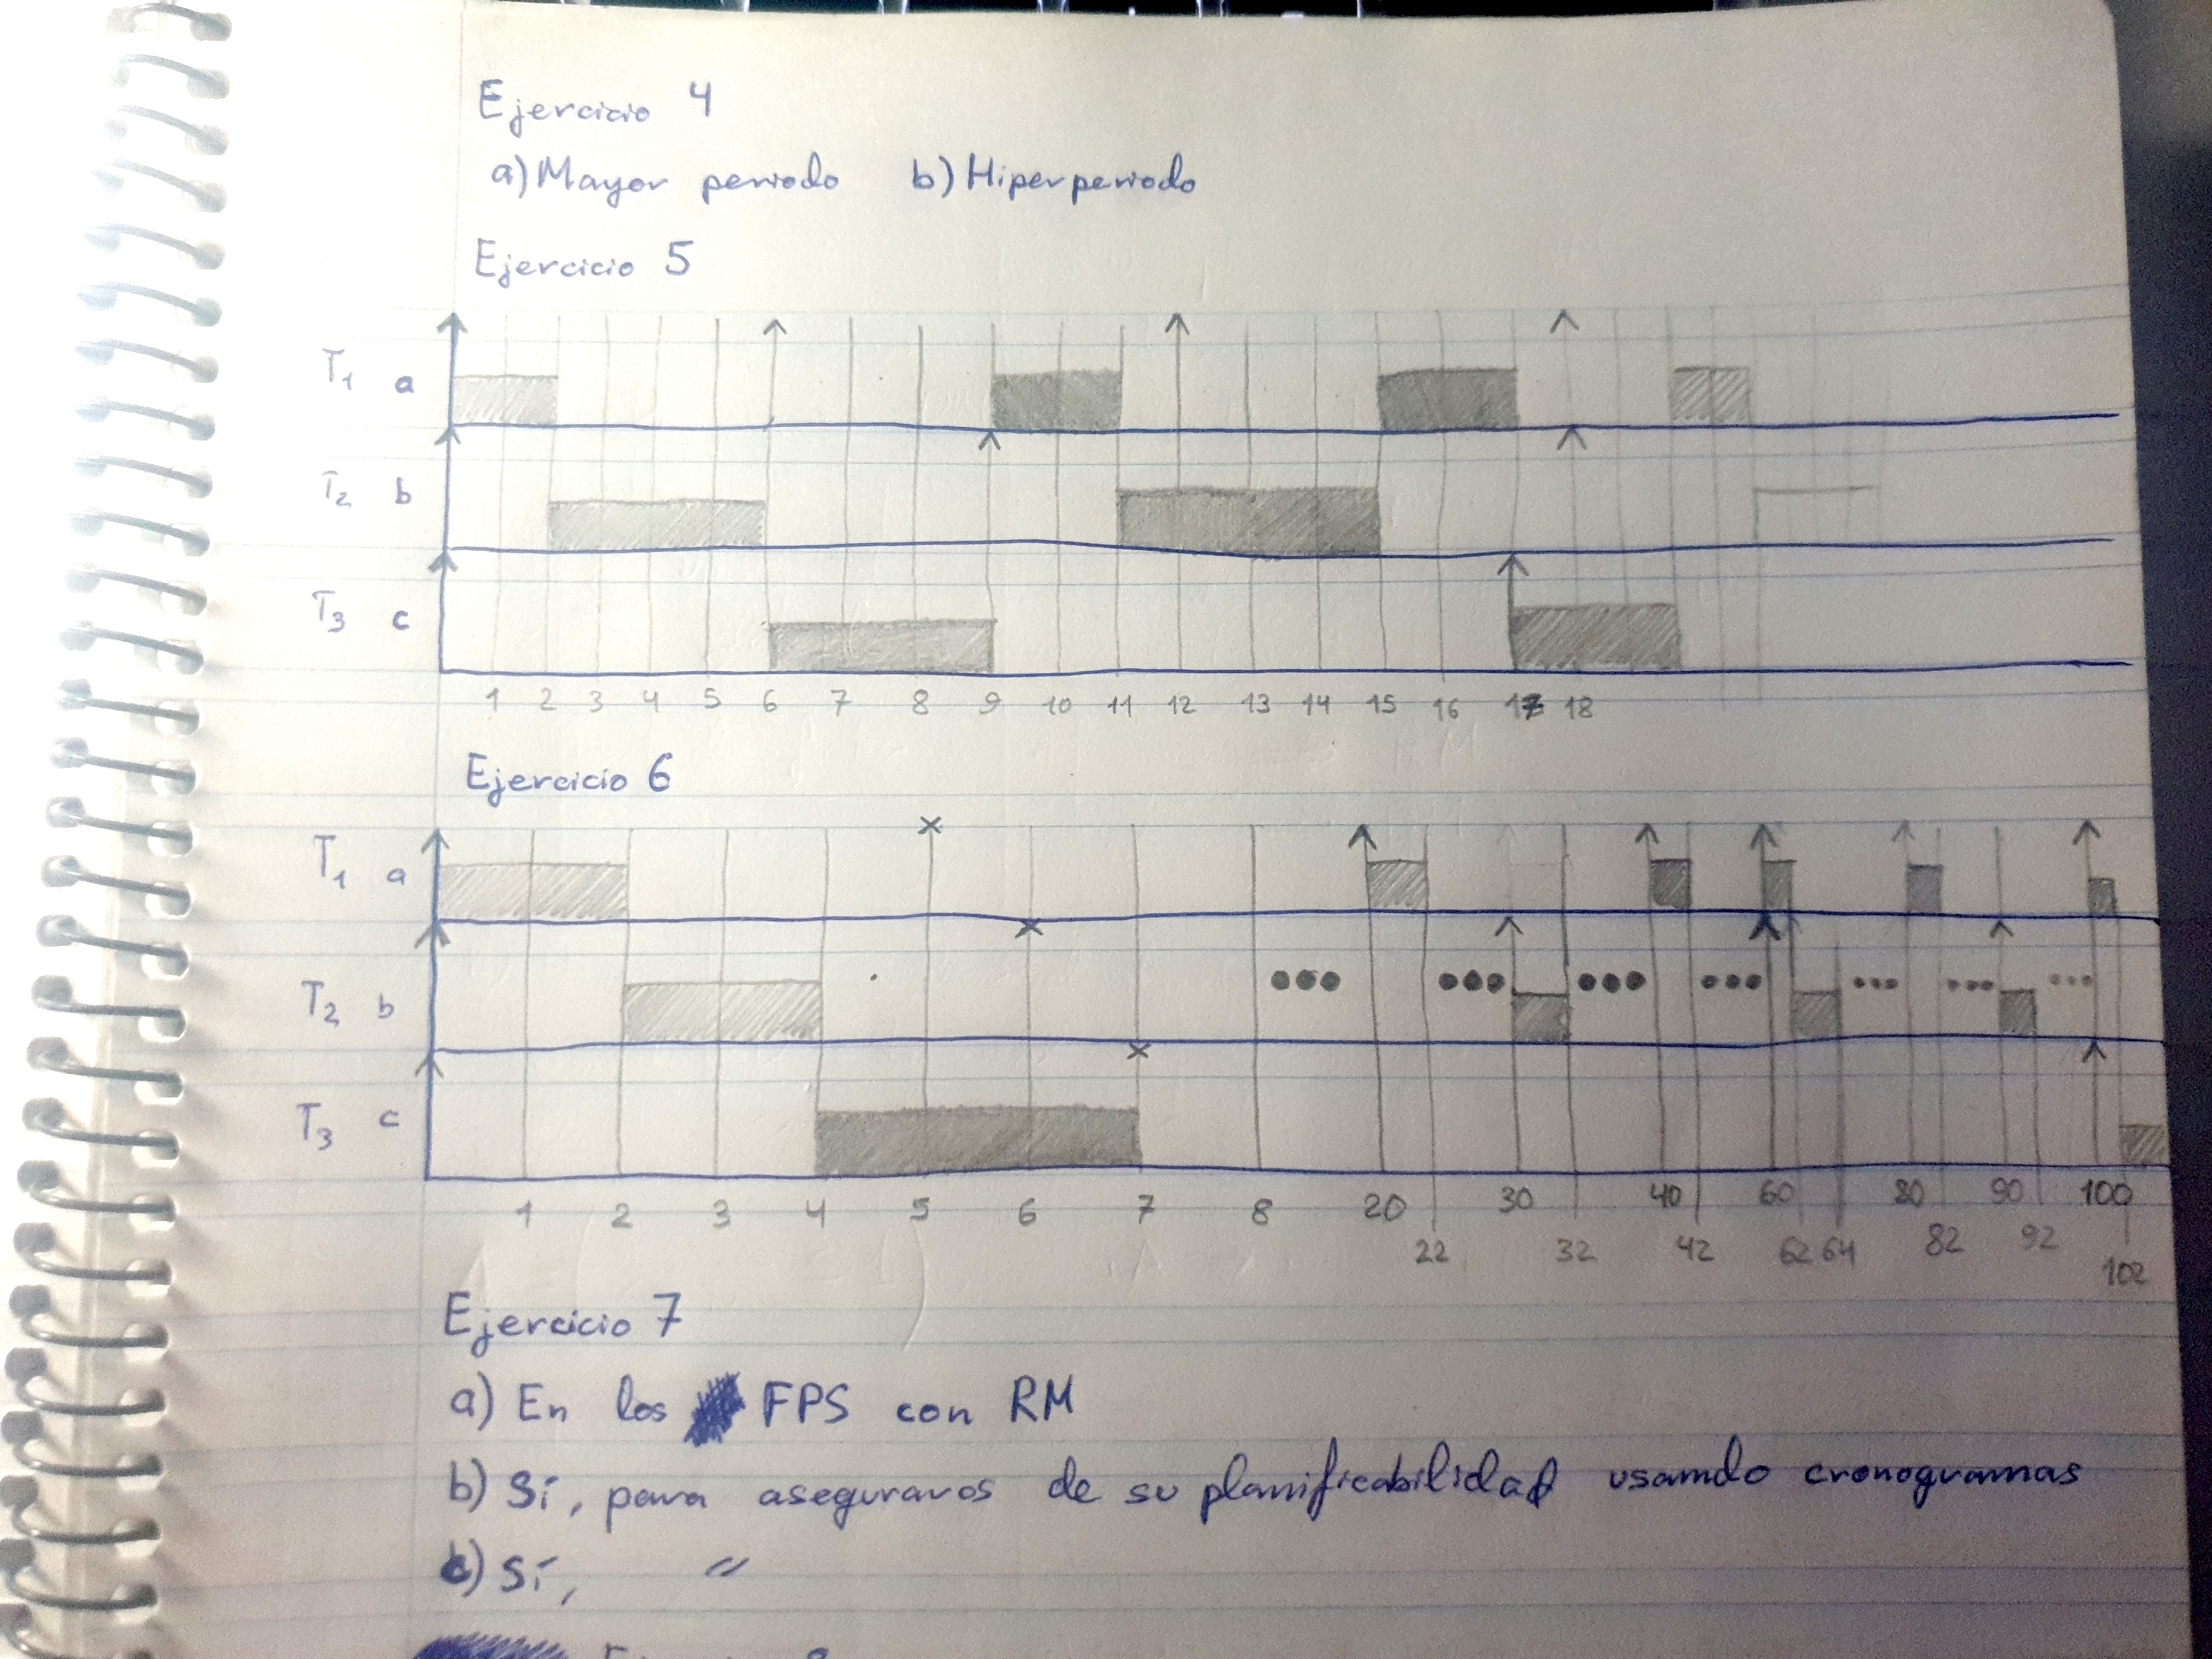 Ejercicio 4
a) Mayor periodo b) Hiperperiodo
Ejercicio 5
T1 a
T2 b
T3 c
1 2 3 4 5 6 7 8 9 10 11 12 13 14 15 16 17 18
Ejercicio 6
T1 a
T2 b
T3 c
1 2 3 4 5 6 7 8 20 30 40 60 80 90 100
22 32 42 62 64 82 92
102
Ejercicio 7
a) En los FPS con RM
b) Sí, para asegurarnos de su planificabilidad usando cronogramas
c) Sí, "